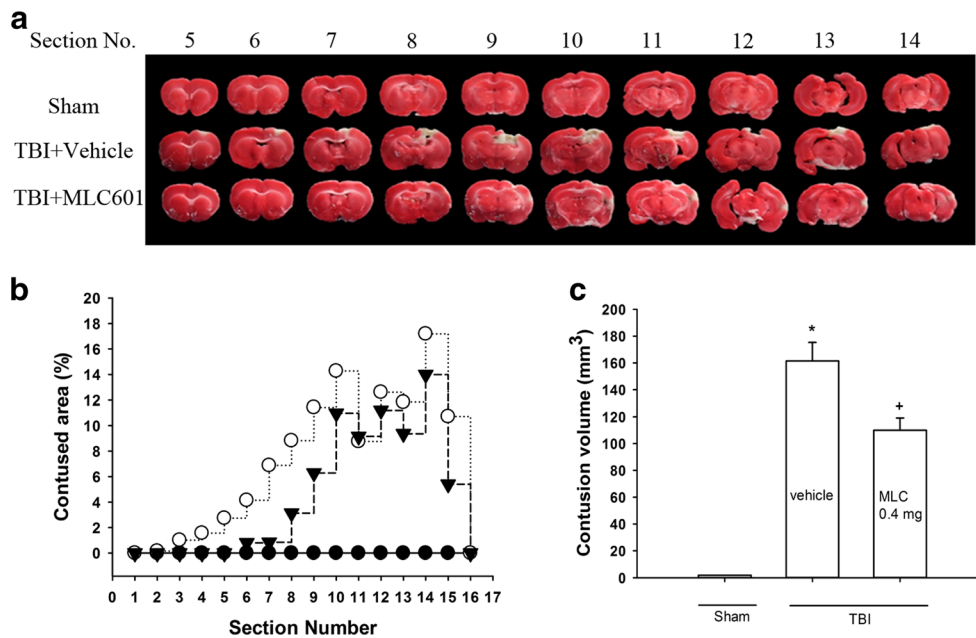 a
Section No. 5 6 7 8 9 10 11 12 13 14
Sham
TBI+Vehicle
TBI+MLC601
b
Contused area (%)
20
18
16
14
12
10
8
6
4
2
0
0 1 2 3 4 5 6 7 8 9 10 11 12 13 14 15 16 17
Section Number
c
Contusion volume (mm3)
200
180
160
140
120
100
80
60
40
20
0
*
+
vehicle
MLC
0.4 mg
Sham
TBI